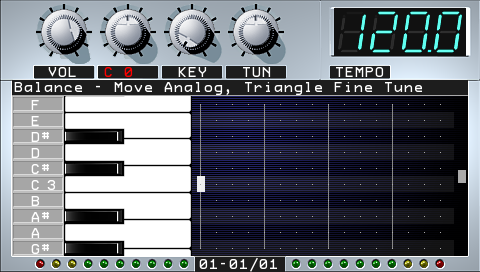 120.0
VOL C 0 KEY TUN TEMPO
Balance - Move Analog, Triangle Fine Tune
F
E
D#
D
C#
C 3
B
A#
A
G#
01-01/01